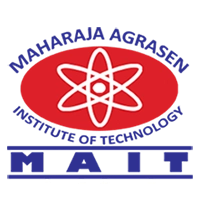 MAHARAJA AGRASEN
INSTITUTE OF TECHNOLOGY
MAIT